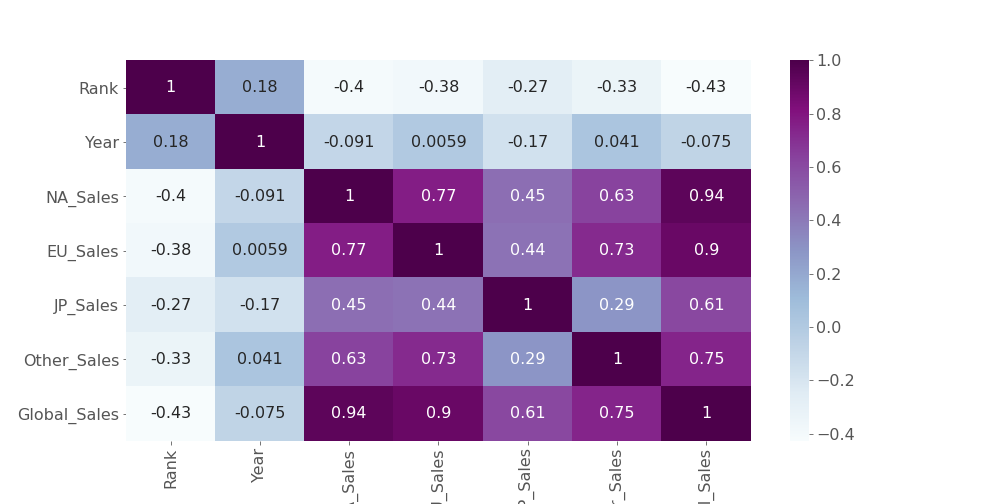 Rank 1 0.18 -0.4 -0.38 -0.27 -0.33 -0.43
Year 0.18 1 -0.091 0.0059 -0.17 0.041 -0.075
NA_Sales -0.4 -0.091 1 0.77 0.45 0.63 0.94
EU_Sales -0.38 0.0059 0.77 1 0.44 0.73 0.9
JP_Sales -0.27 -0.17 0.45 0.44 1 0.29 0.61
Other_Sales -0.33 0.041 0.63 0.73 0.29 1 0.75
Global_Sales -0.43 -0.075 0.94 0.9 0.61 0.75 1
Rank
Year
_Sales
_Sales
P_Sales
r_Sales
_Sales
1.0
0.8
0.6
0.4
0.2
0.0
−0.2
−0.4